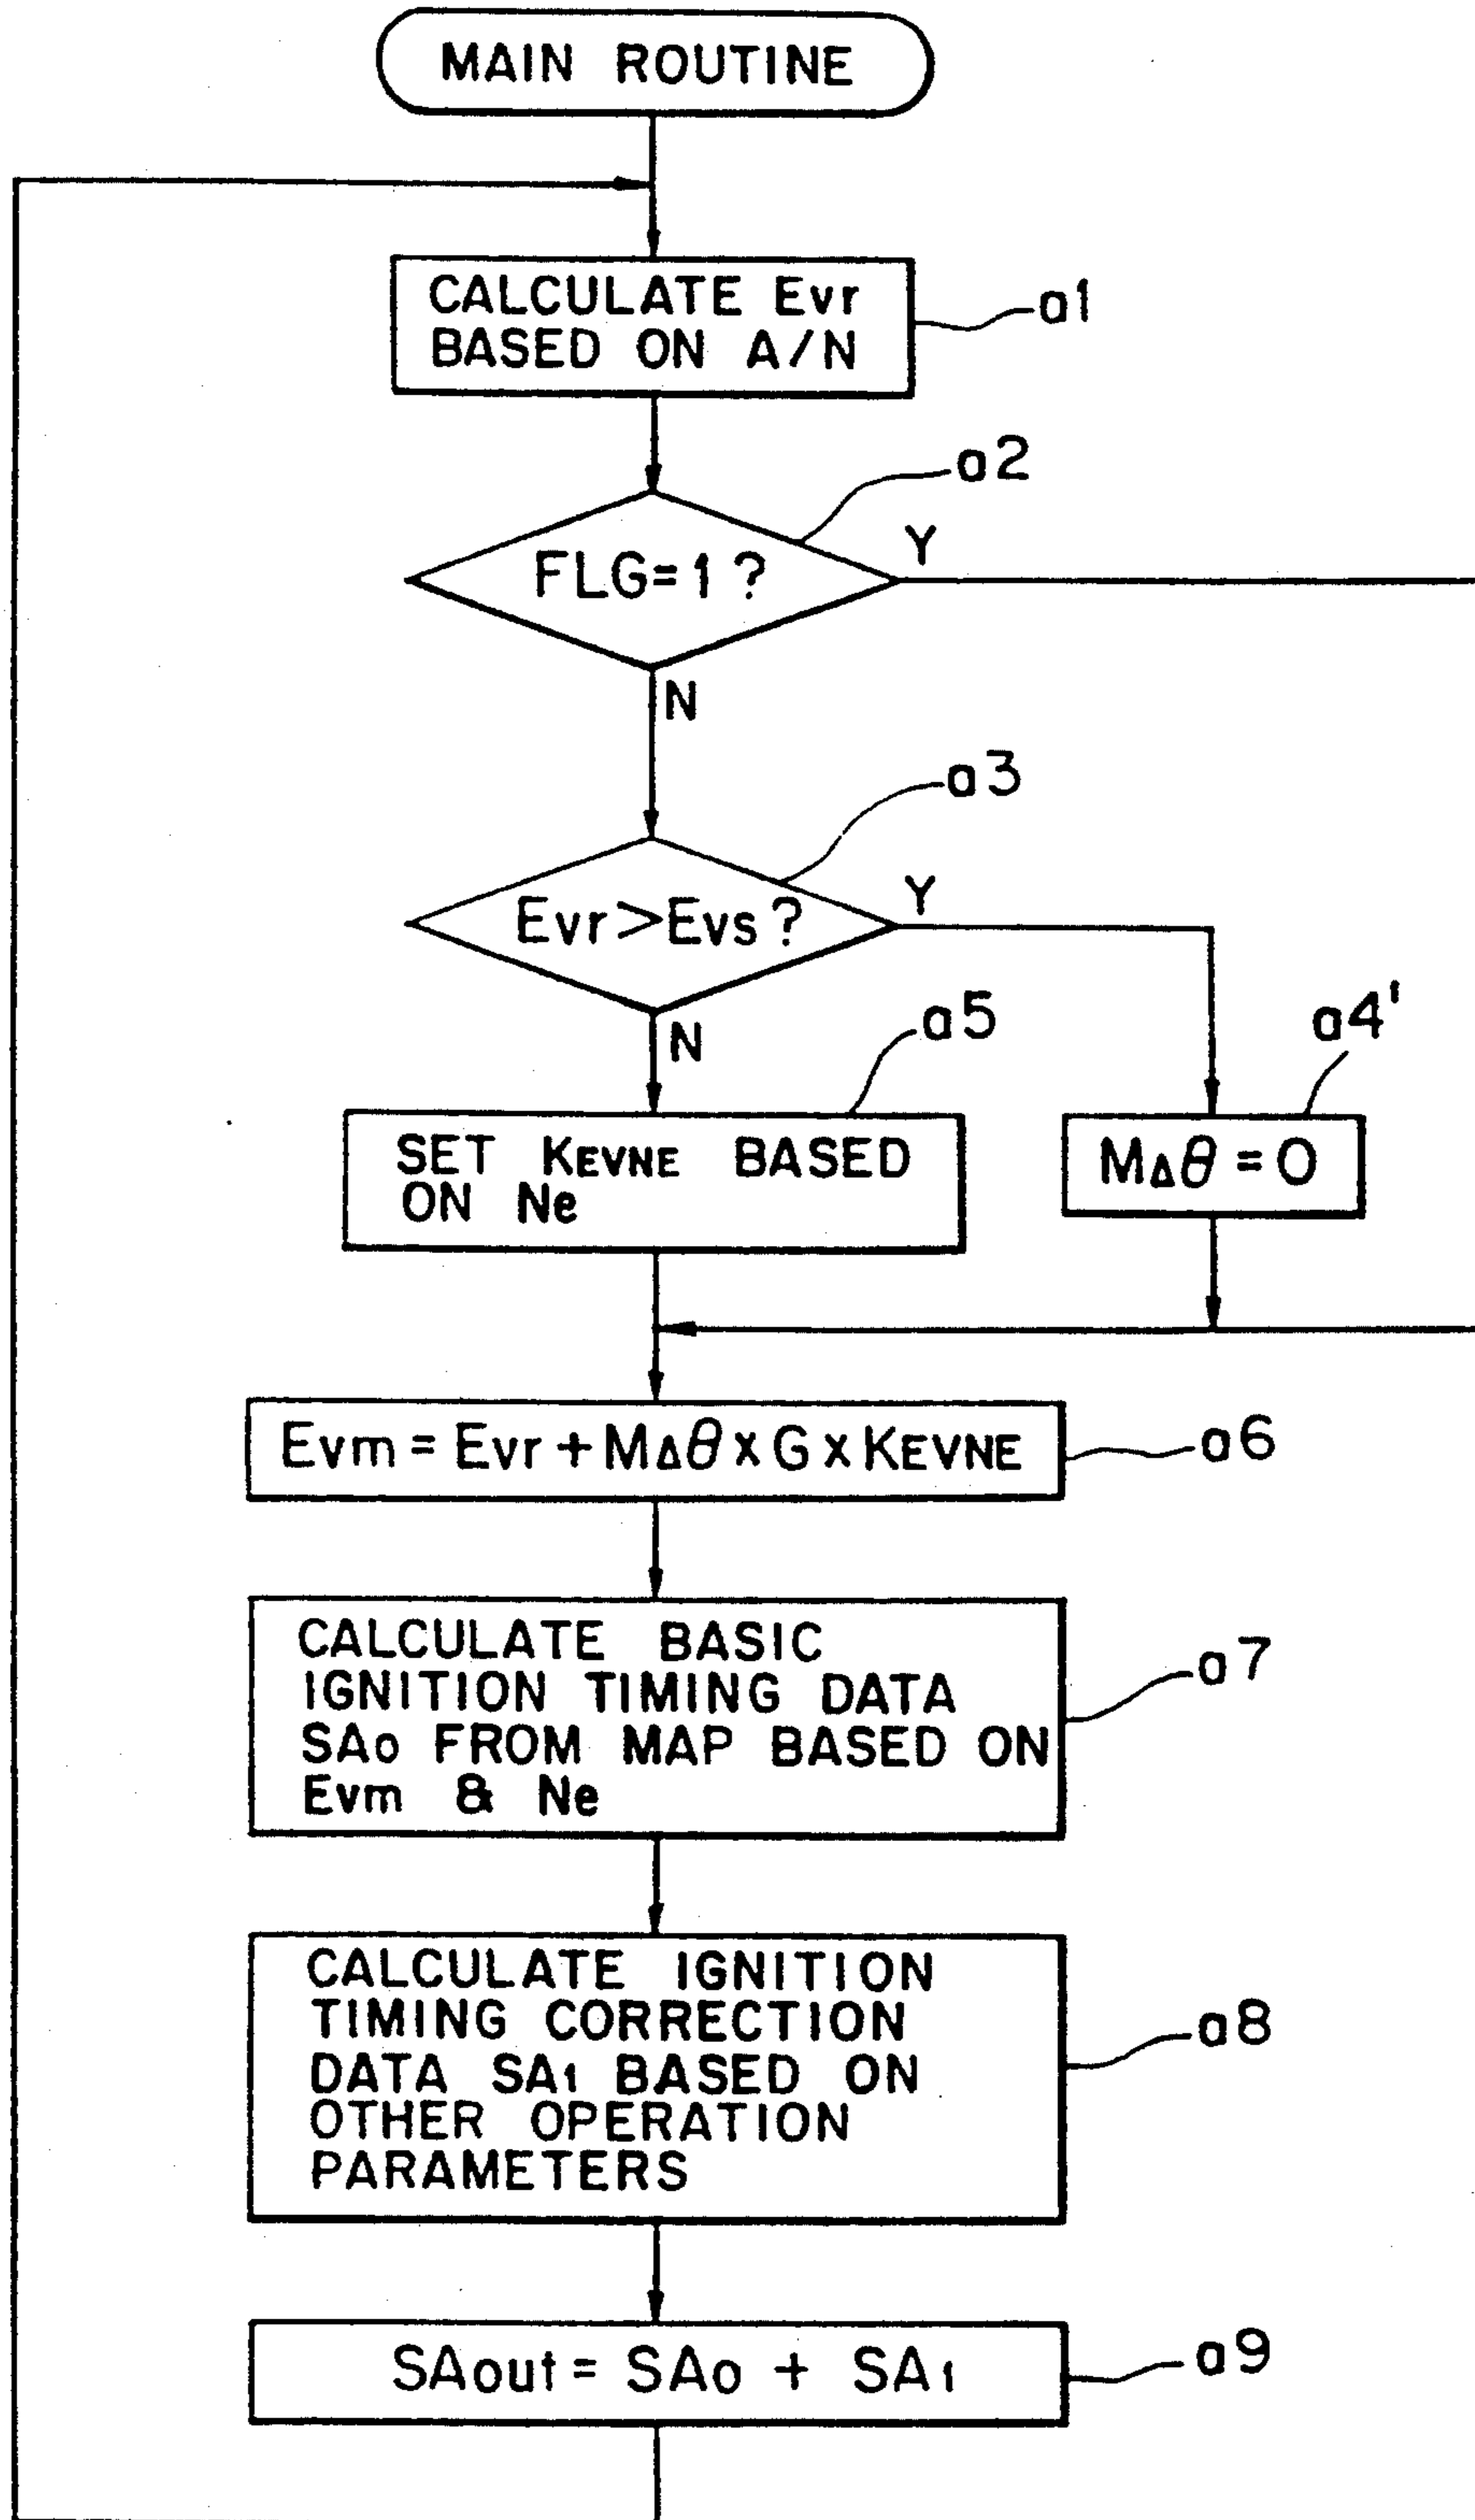 MAIN ROUTINE
CALCULATE Evr
BASED ON A/N
a1
a2
FLG=1?
Y
N
a3
Evr>Evs?
Y
N
a5
a4'
SET KEVNE BASED
ON Ne
MΔθ=0
Evm=Evr+MΔθxGxKEVNE
a6
CALCULATE BASIC
IGNITION TIMING DATA
SAo FROM MAP BASED ON
Evm & Ne
a7
CALCULATE IGNITION
TIMING CORRECTION
DATA SA1 BASED ON
OTHER OPERATION
PARAMETERS
a8
SAout= SAo + SA1
a9